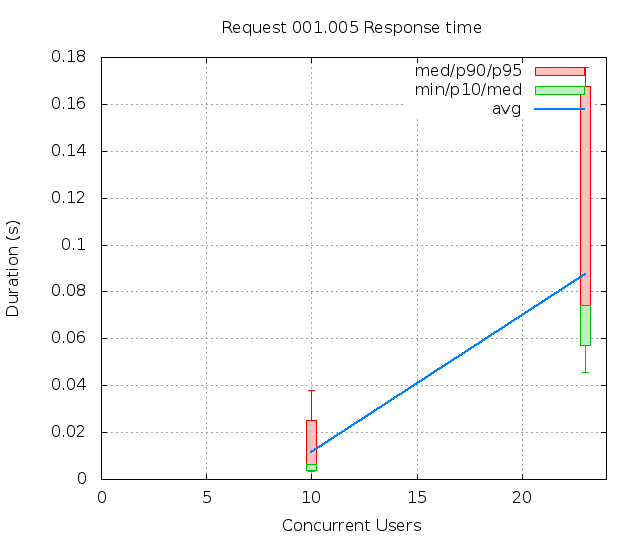 Request 001.005 Response time
0.18
0.16
0.14
0.12
0.1
0.08
0.06
0.04
0.02
0
Duration (s)
med/p90/p95
min/p10/med
avg
0 5 10 15 20
Concurrent Users